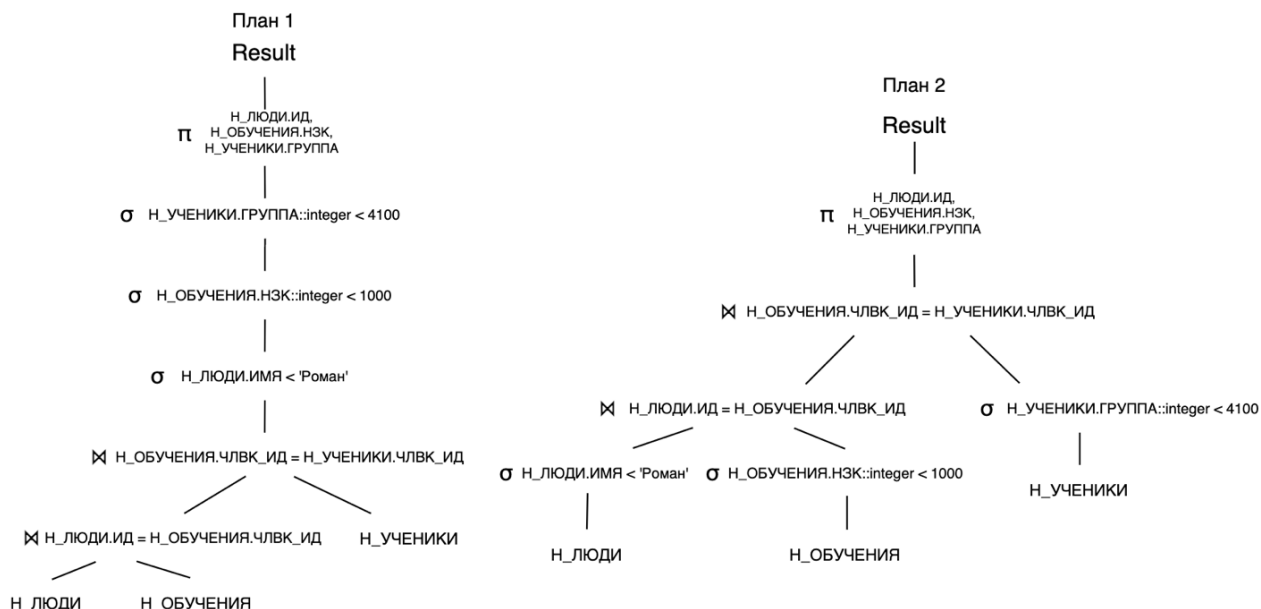 План 1
Result
π
Н_ЛЮДИ.ИД,
Н_ОБУЧЕНИЯ.НЗК,
Н_УЧЕНИКИ.ГРУППА
σ Н_УЧЕНИКИ.ГРУППА::integer < 4100
σ Н_ОБУЧЕНИЯ.НЗК::integer < 1000
σ Н_ЛЮДИ.ИМЯ < 'Роман'
⋈ Н_ОБУЧЕНИЯ.ЧЛВК_ИД = Н_УЧЕНИКИ.ЧЛВК_ИД
⋈ Н_ЛЮДИ.ИД = Н_ОБУЧЕНИЯ.ЧЛВК_ИД
Н_УЧЕНИКИ
Н_ЛЮДИ
Н_ОБУЧЕНИЯ
План 2
Result
π
Н_ЛЮДИ.ИД,
Н_ОБУЧЕНИЯ.НЗК,
Н_УЧЕНИКИ.ГРУППА
⋈ Н_ОБУЧЕНИЯ.ЧЛВК_ИД = Н_УЧЕНИКИ.ЧЛВК_ИД
⋈ Н_ЛЮДИ.ИД = Н_ОБУЧЕНИЯ.ЧЛВК_ИД
σ Н_УЧЕНИКИ.ГРУППА::integer < 4100
σ Н_ЛЮДИ.ИМЯ < 'Роман'
σ Н_ОБУЧЕНИЯ.НЗК::integer < 1000
Н_УЧЕНИКИ
Н_ЛЮДИ
Н_ОБУЧЕНИЯ